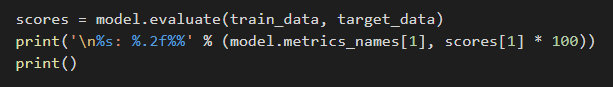 scores = model.evaluate(train_data, target_data)
print('\n%s: %.2f%%' % (model.metrics_names[1], scores[1] * 100))
print()